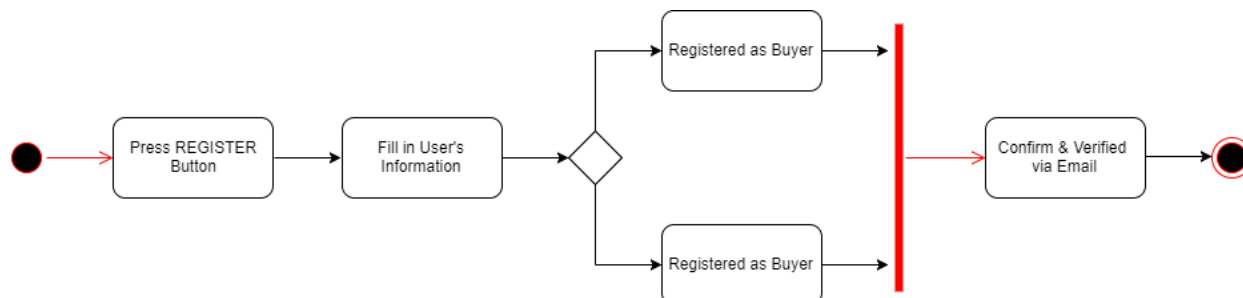 Registered as Buyer
Press REGISTER
Button
Fill in User's
Information
Confirm & Verified
via Email
Registered as Buyer